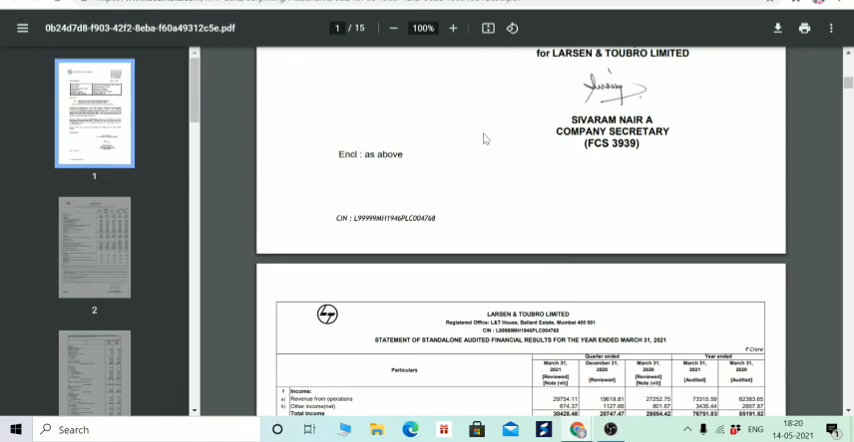 0b24d7d8-f903-42f2-8eba-f60a49312c5e.pdf
1 / 15
100%
for LARSEN & TOUBRO LIMITED
SIVARAM NAIR A
COMPANY SECRETARY
(FCS 3939)
Encl : as above
CIN : L99999MH1946PLC004768
1
2
LARSEN & TOUBRO LIMITED
Registered Office: L&T House, Ballard Estate, Mumbai 400 001
CIN : L99999MH1946PLC004768
STATEMENT OF STANDALONE AUDITED FINANCIAL RESULTS FOR THE YEAR ENDED MARCH 31, 2021
₹ Crore
Particulars
Quarter ended Year ended
March 31, 2021 [Reviewed] [Note (vii)] December 31, 2020 [Reviewed] March 31, 2020 [Reviewed] [Note (vii)] March 31, 2021 [Audited] March 31, 2020 [Audited]
1 Income:
a) Revenue from operations 29754.11 19619.81 27252.75 73315.59 82383.65
b) Other income(net) 674.37 1127.66 801.67 3436.44 2807.87
Total Income 30428.48 20747.47 28054.42 76752.03 85191.52
Search
ENG
18:20
14-05-2021